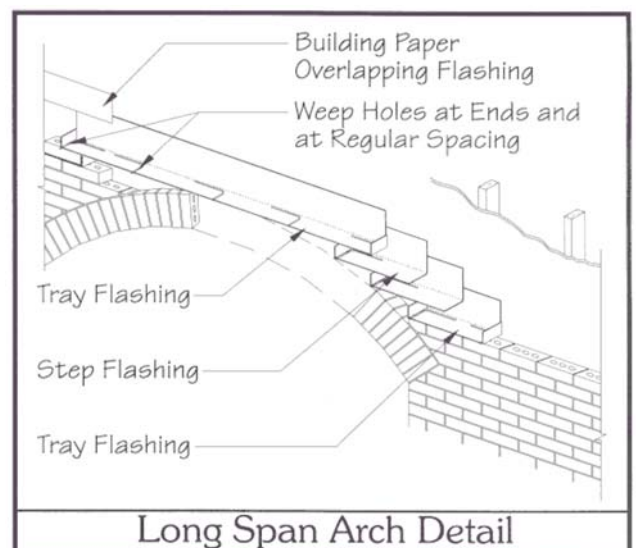 Building Paper
Overlapping Flashing
Weep Holes at Ends and
at Regular Spacing
Tray Flashing
Step Flashing
Tray Flashing
Long Span Arch Detail